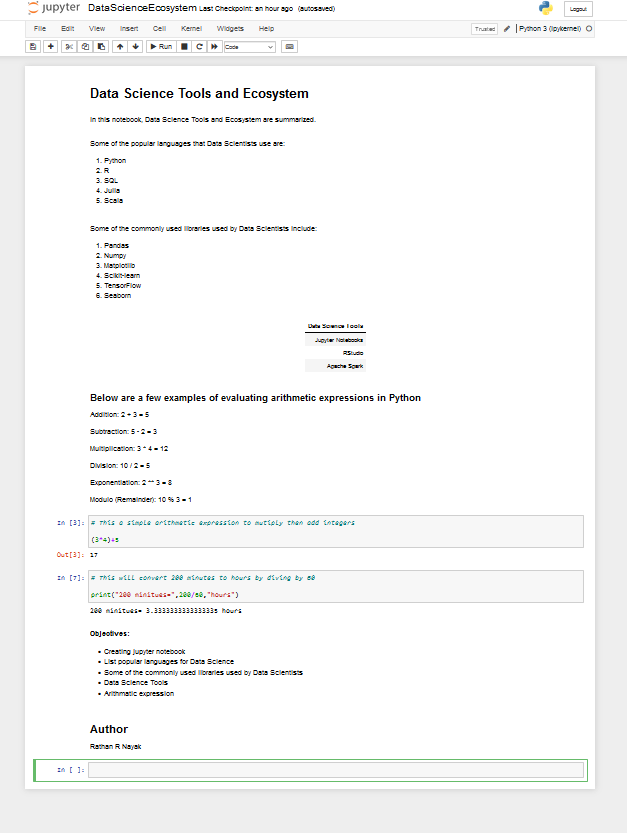 jupyter DataScienceEcosystem Last Checkpoint: an hour ago (autosaved)
Logout
File Edit View Insert Cell Kernel Widgets Help
Trusted Python 3 (ipykernel)
Run Code
Data Science Tools and Ecosystem
In this notebook, Data Science Tools and Ecosystem are summarized.
Some of the popular languages that Data Scientists use are:
1. Python
2. R
3. SQL
4. Julia
5. Scala
Some of the commonly used libraries used by Data Scientists include:
1. Pandas
2. Numpy
3. Matplotlib
4. Scikit-learn
5. TensorFlow
6. Seaborn
Data Science Tools
Jupyter Notebooks
RStudio
Apache Spark
Below are a few examples of evaluating arithmetic expressions in Python
Addition: 2 + 3 = 5
Subtraction: 5 - 2 = 3
Multiplication: 3 * 4 = 12
Division: 10 / 2 = 5
Exponentiation: 2 ** 3 = 8
Modulo (Remainder): 10 % 3 = 1
In [3]: # This a simple arithmetic expression to mutiply then add integers
(3*4)+5
Out[3]: 17
In [7]: # This will convert 200 minutes to hours by diving by 60
print("200 minitues=",200/60,"hours")
200 minitues= 3.3333333333333335 hours
Objectives:
• Creating Jupyter notebook
• List popular languages for Data Science
• Some of the commonly used libraries used by Data Scientists
• Data Science Tools
• Arithmatic expression
Author
Rathan R Nayak
In [ ]: